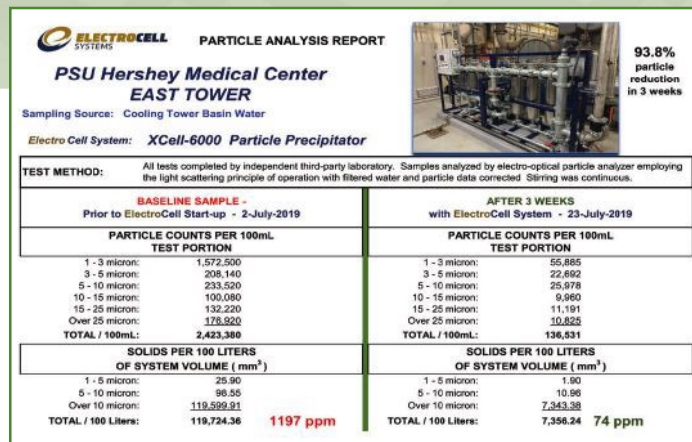 ELECTROCELL
SYSTEMS
PARTICLE ANALYSIS REPORT
93.8%
particle
reduction
in 3 weeks
PSU Hershey Medical Center
EAST TOWER
Sampling Source: Cooling Tower Basin Water
Electro Cell System: XCell-6000 Particle Precipitator
TEST METHOD: All tests completed by independent third-party laboratory. Samples analyzed by electro-optical particle analyzer employing
the light scattering principle of operation with filtered water and particle data corrected Stirring was continuous.
BASELINE SAMPLE -
Prior to ElectroCell Start-up - 2-July-2019
PARTICLE COUNTS PER 100mL
TEST PORTION
1 - 3 micron: 1,572,500
3 - 5 micron: 208,140
5 - 10 micron: 233,520
10 - 15 micron: 100,080
15 - 25 micron: 132,220
Over 25 micron: 176,920
TOTAL / 100mL: 2,423,380
SOLIDS PER 100 LITERS
OF SYSTEM VOLUME ( mm³ )
1 - 5 micron: 25.90
5 - 10 micron: 98.55
Over 10 micron: 119,599.91
TOTAL / 100 Liters: 119,724.36 1197 ppm
AFTER 3 WEEKS
with ElectroCell System - 23-July-2019
PARTICLE COUNTS PER 100mL
TEST PORTION
1 - 3 micron: 55,885
3 - 5 micron: 22,692
5 - 10 micron: 25,978
10 - 15 micron: 9,960
15 - 25 micron: 11,191
Over 25 micron: 10,825
TOTAL / 100mL: 136,531
SOLIDS PER 100 LITERS
OF SYSTEM VOLUME ( mm³ )
1 - 5 micron: 1.90
5 - 10 micron: 10.96
Over 10 micron: 7,343.38
TOTAL / 100 Liters: 7,356.24 74 ppm